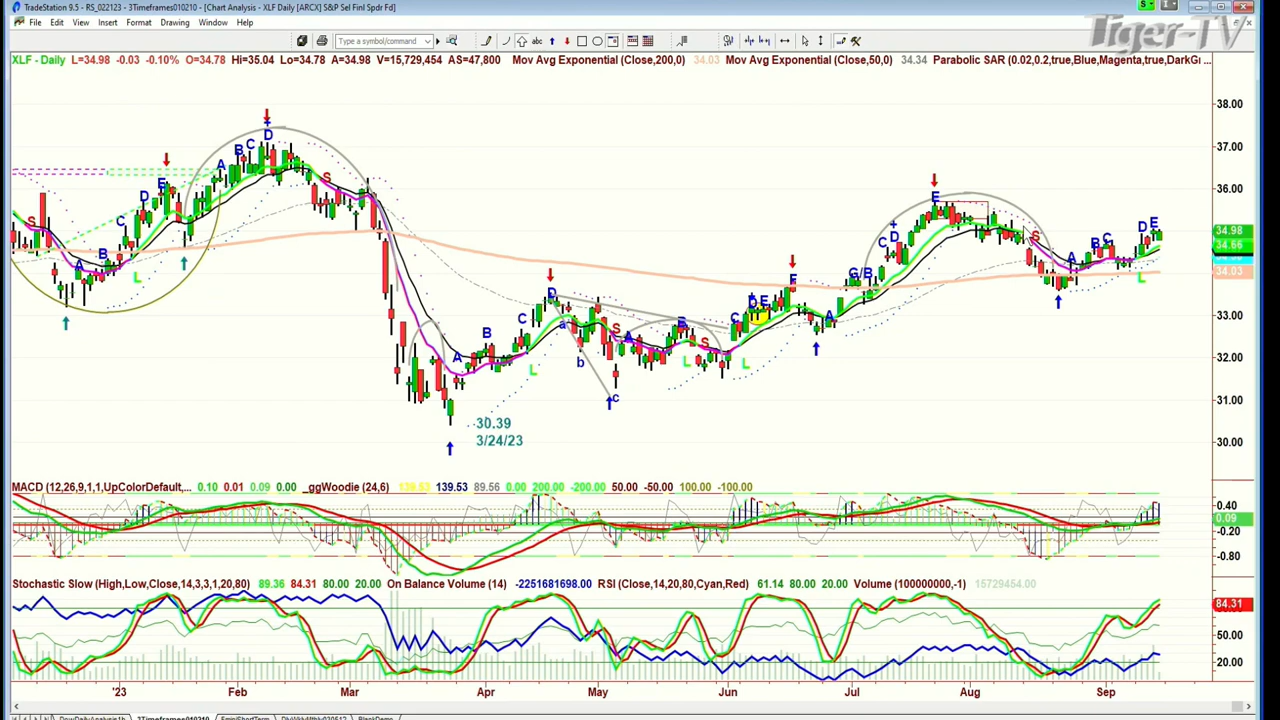 TradeStation 9.5 - RS_022123 - 3Timeframes010210 - [Chart Analysis - XLF Daily [ARCX] S&P Sel Finl Spdr Fd]
File Edit View Insert Format Drawing Window Help
Type a symbol/command
Tiger-TV
XLF - Daily L=34.98 -0.03 -0.10% O=34.78 Hi=35.04 Lo=34.78 A=34.98 V=15,729,454 AS=47,800 Mov Avg Exponential (Close,200,0) 34.03 Mov Avg Exponential (Close,50,0) 34.34 Parabolic SAR (0.02,0.2,true,Blue,Magenta,true,DarkGr ...
38.00
37.00
36.00
34.98
34.66
34.03
33.00
32.00
31.00
30.00
S A B C D E L
A B C D + S
30.39
3/24/23
A B C D L
a b c
S A B L S L
C D E F A
G/B C D + E S
A B C D E L
MACD (12,26,9,1,1,UpColorDefault,... 0.10 0.01 0.09 0.00 _ggWoodie (24,6) 139.53 139.53 89.56 0.00 200.00 -200.00 50.00 -50.00 100.00 -100.00
0.40
0.09
-0.20
-0.80
Stochastic Slow (High,Low,Close,14,3,3,1,20,80) 89.36 84.31 80.00 20.00 On Balance Volume (14) -2251681698.00 RSI (Close,14,20,80,Cyan,Red) 61.14 80.00 20.00 Volume (100000000,-1) 15729454.00
84.31
50.00
20.00
'23 Feb Mar Apr May Jun Jul Aug Sep
3Timeframes010210